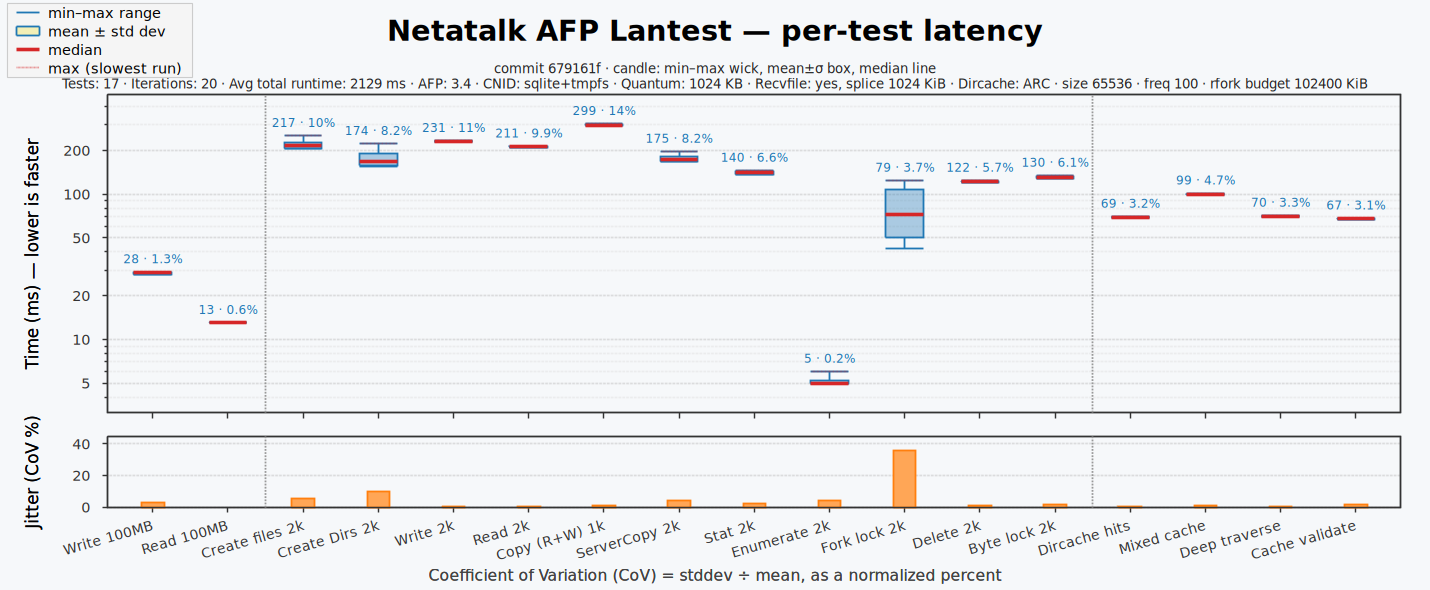 min–max range
mean ± std dev
median
max (slowest run)
Netatalk AFP Lantest — per-test latency
commit 679161f · candle: min–max wick, mean±σ box, median line
Tests: 17 · Iterations: 20 · Avg total runtime: 2129 ms · AFP: 3.4 · CNID: sqlite+tmpfs · Quantum: 1024 KB · Recvfile: yes, splice 1024 KiB · Dircache: ARC · size 65536 · freq 100 · rfork budget 102400 KiB
Time (ms) — lower is faster
200
100
50
20
10
5
28 · 1.3%
13 · 0.6%
217 · 10%
174 · 8.2%
231 · 11%
211 · 9.9%
299 · 14%
175 · 8.2%
140 · 6.6%
5 · 0.2%
79 · 3.7%
122 · 5.7%
130 · 6.1%
69 · 3.2%
99 · 4.7%
70 · 3.3%
67 · 3.1%
Jitter (CoV %)
40
20
0
Write 100MB
Read 100MB
Create files 2k
Create Dirs 2k
Write 2k
Read 2k
Copy (R+W) 1k
ServerCopy 2k
Stat 2k
Enumerate 2k
Fork lock 2k
Delete 2k
Byte lock 2k
Dircache hits
Mixed cache
Deep traverse
Cache validate
Coefficient of Variation (CoV) = stddev ÷ mean, as a normalized percent